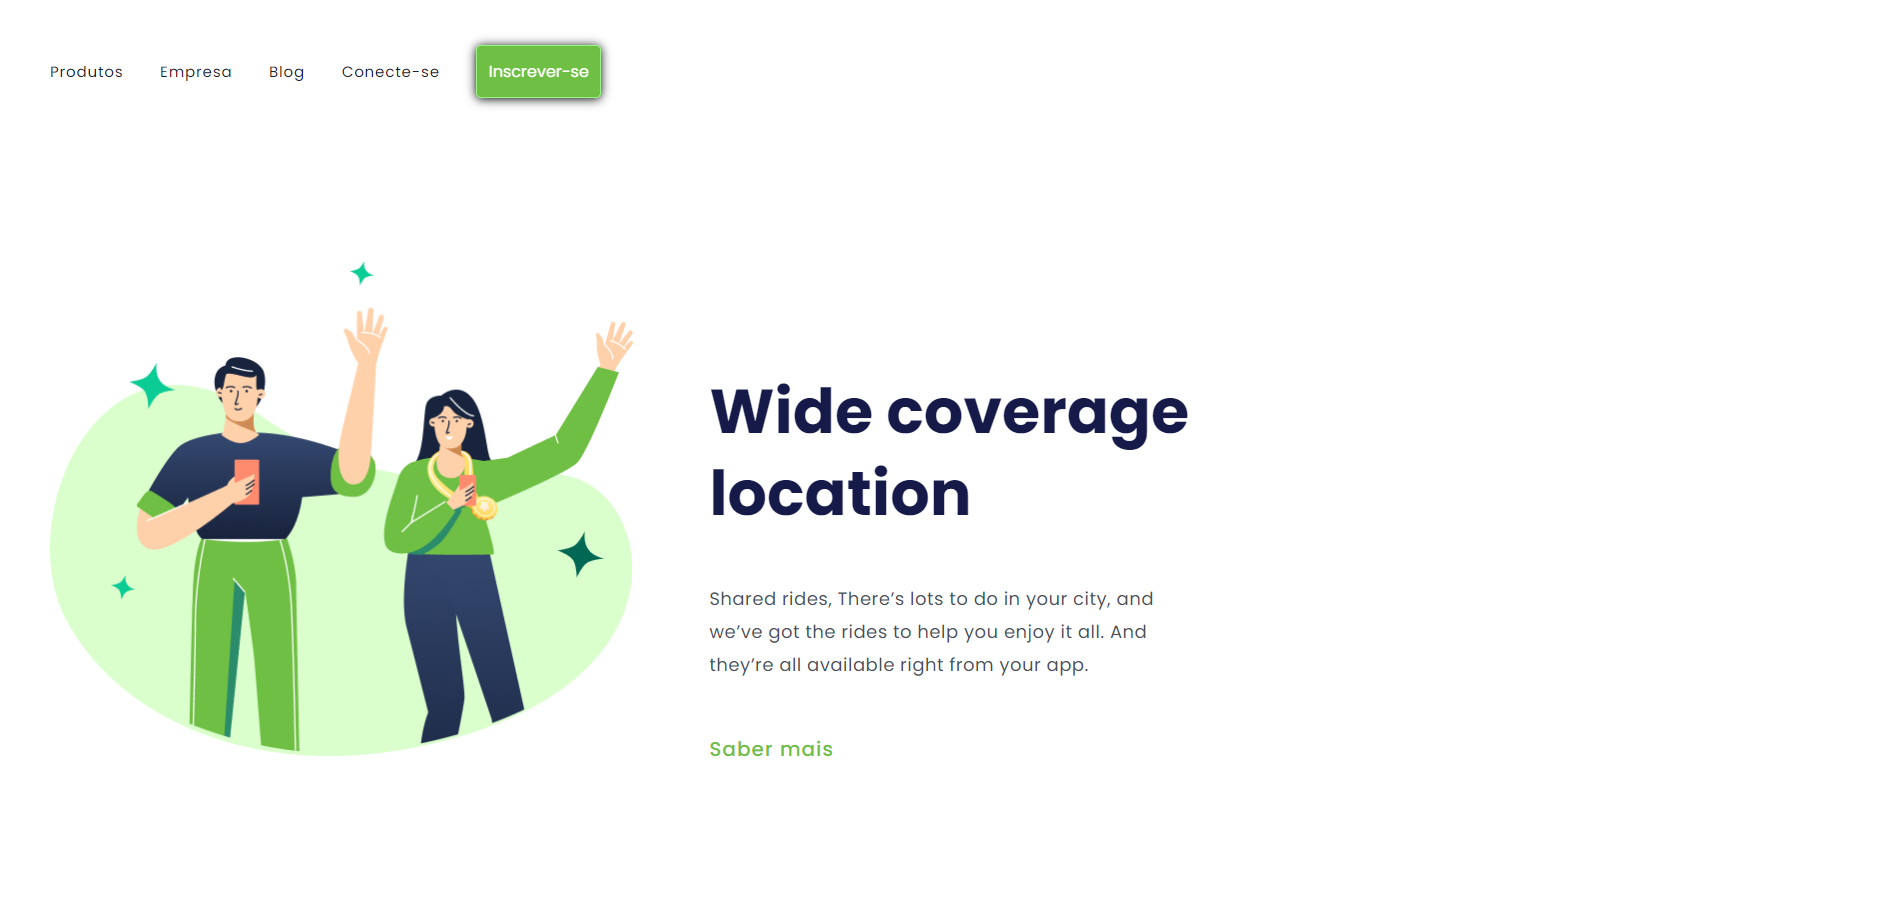 Produtos Empresa Blog Conecte-se Inscrever-se
Wide coverage
location
Shared rides, There’s lots to do in your city, and
we’ve got the rides to help you enjoy it all. And
they’re all available right from your app.
Saber mais